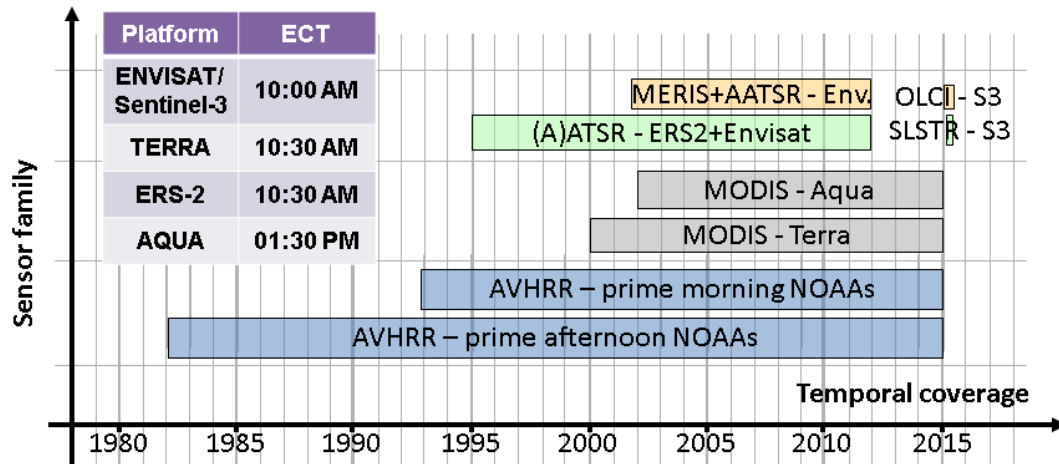 Platform ECT
ENVISAT/
Sentinel-3 10:00 AM
TERRA 10:30 AM
ERS-2 10:30 AM
AQUA 01:30 PM
MERIS+AATSR - Env. OLCI - S3
(A)ATSR - ERS2+Envisat SLSTR - S3
MODIS - Aqua
MODIS - Terra
AVHRR – prime morning NOAAs
AVHRR – prime afternoon NOAAs
Sensor family
Temporal coverage
1980 1985 1990 1995 2000 2005 2010 2015